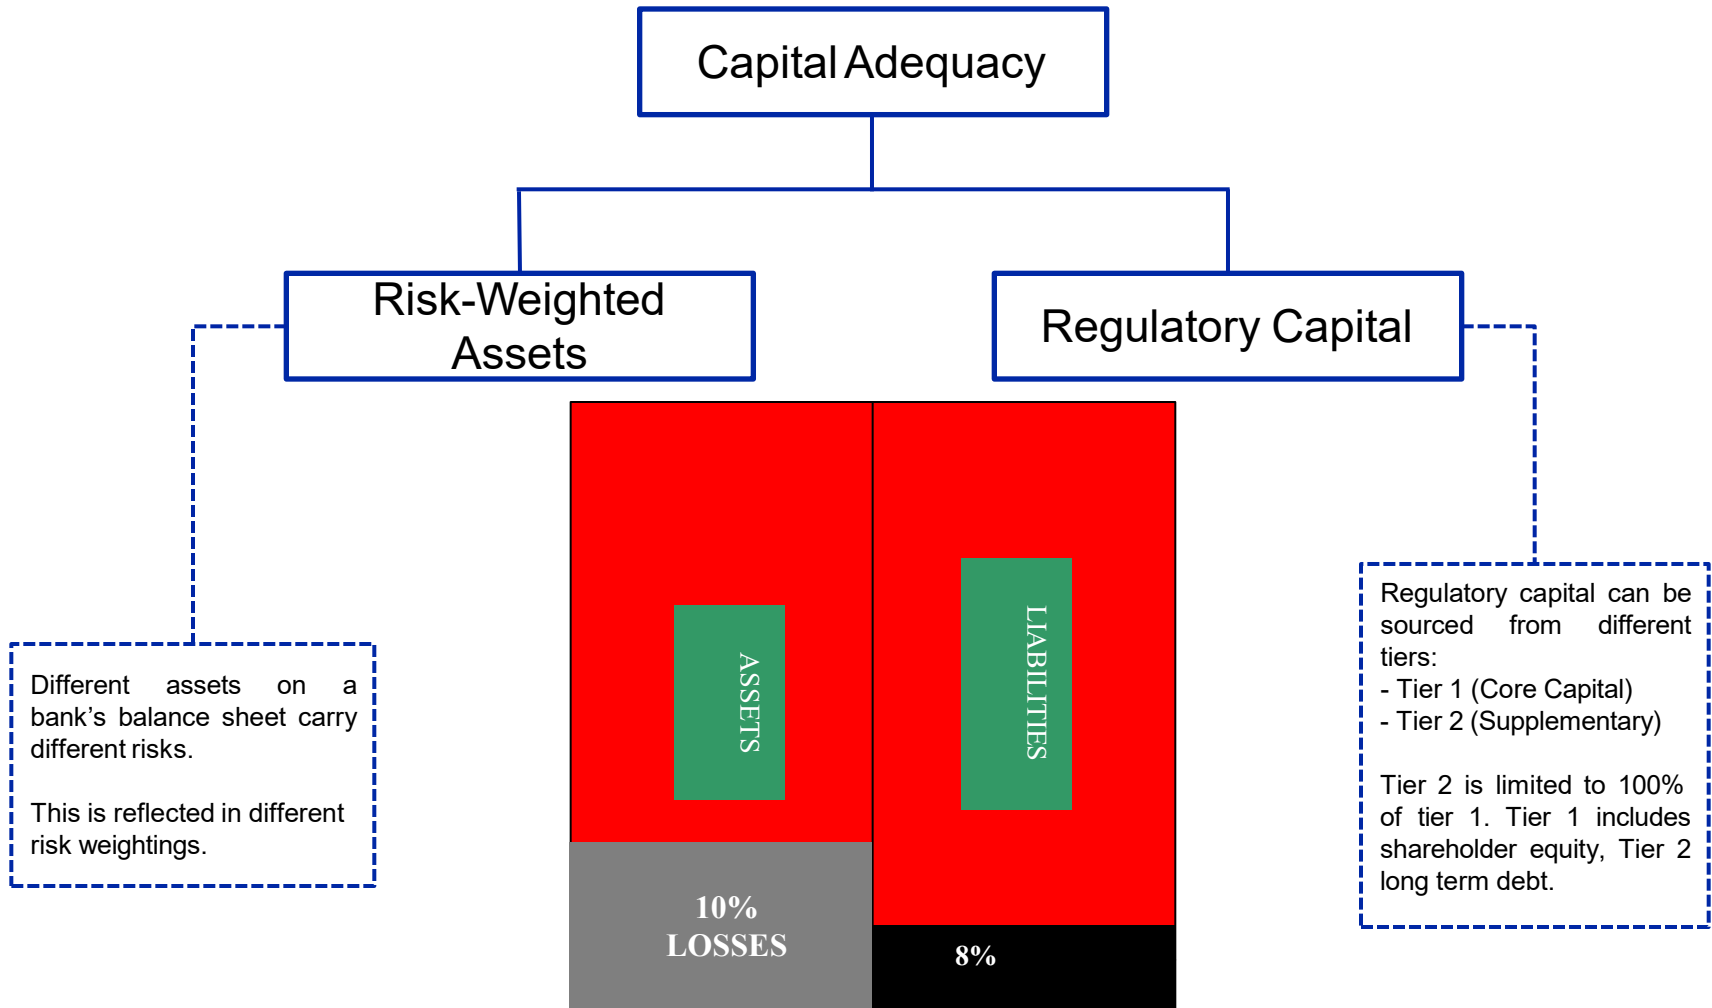 Capital Adequacy
Risk-Weighted
Assets
Regulatory Capital
Different assets on a
bank’s balance sheet carry
different risks.
This is reflected in different
risk weightings.
ASSETS
LIABILITIES
10%
LOSSES
8%
Regulatory capital can be
sourced from different
tiers:
- Tier 1 (Core Capital)
- Tier 2 (Supplementary)
Tier 2 is limited to 100%
of tier 1. Tier 1 includes
shareholder equity, Tier 2
long term debt.